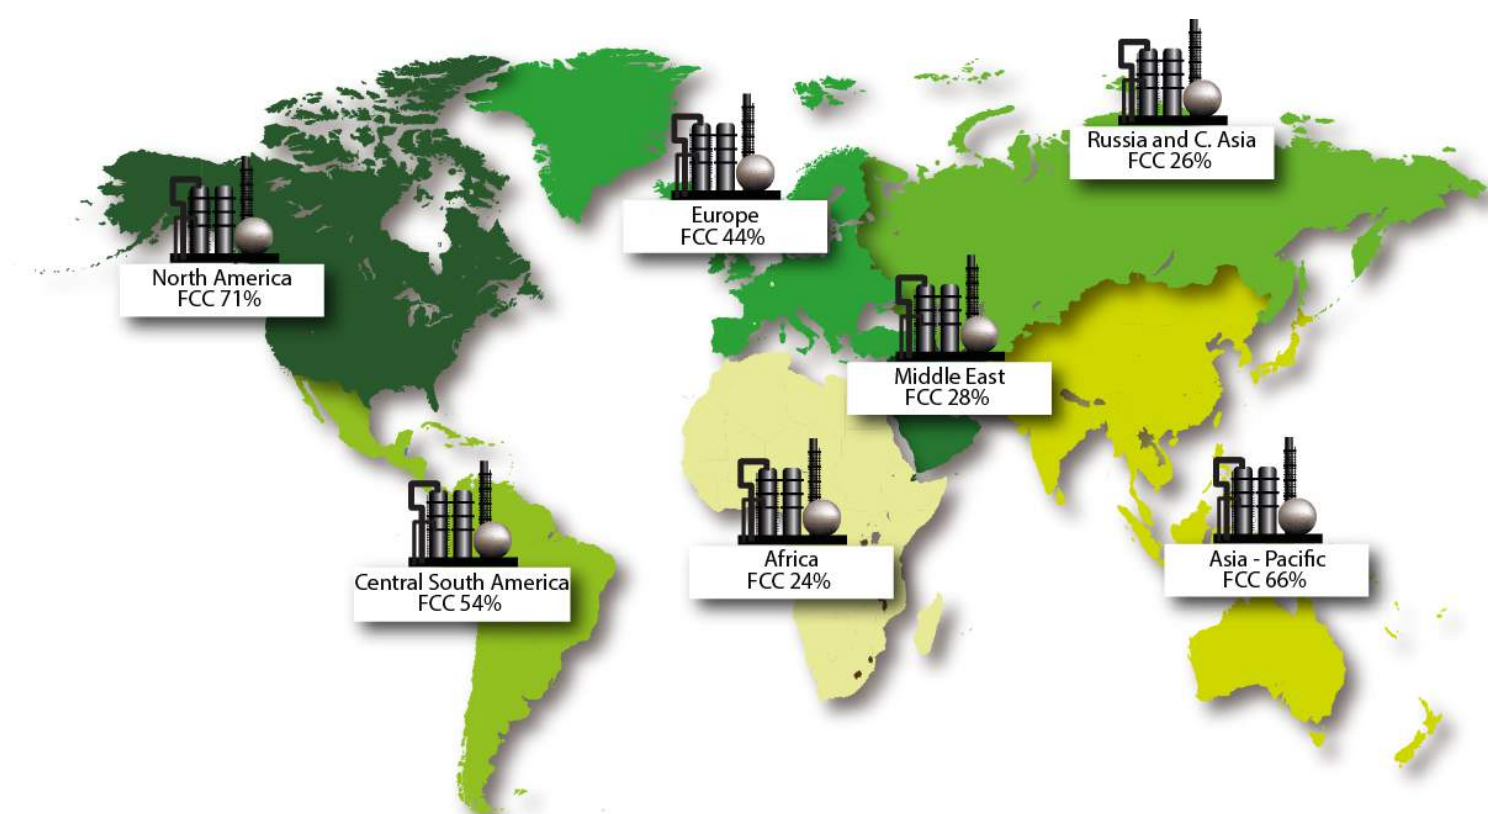 Russia and C. Asia
FCC 26%
Europe
FCC 44%
North America
FCC 71%
Middle East
FCC 28%
Africa
FCC 24%
Asia - Pacific
FCC 66%
Central South America
FCC 54%